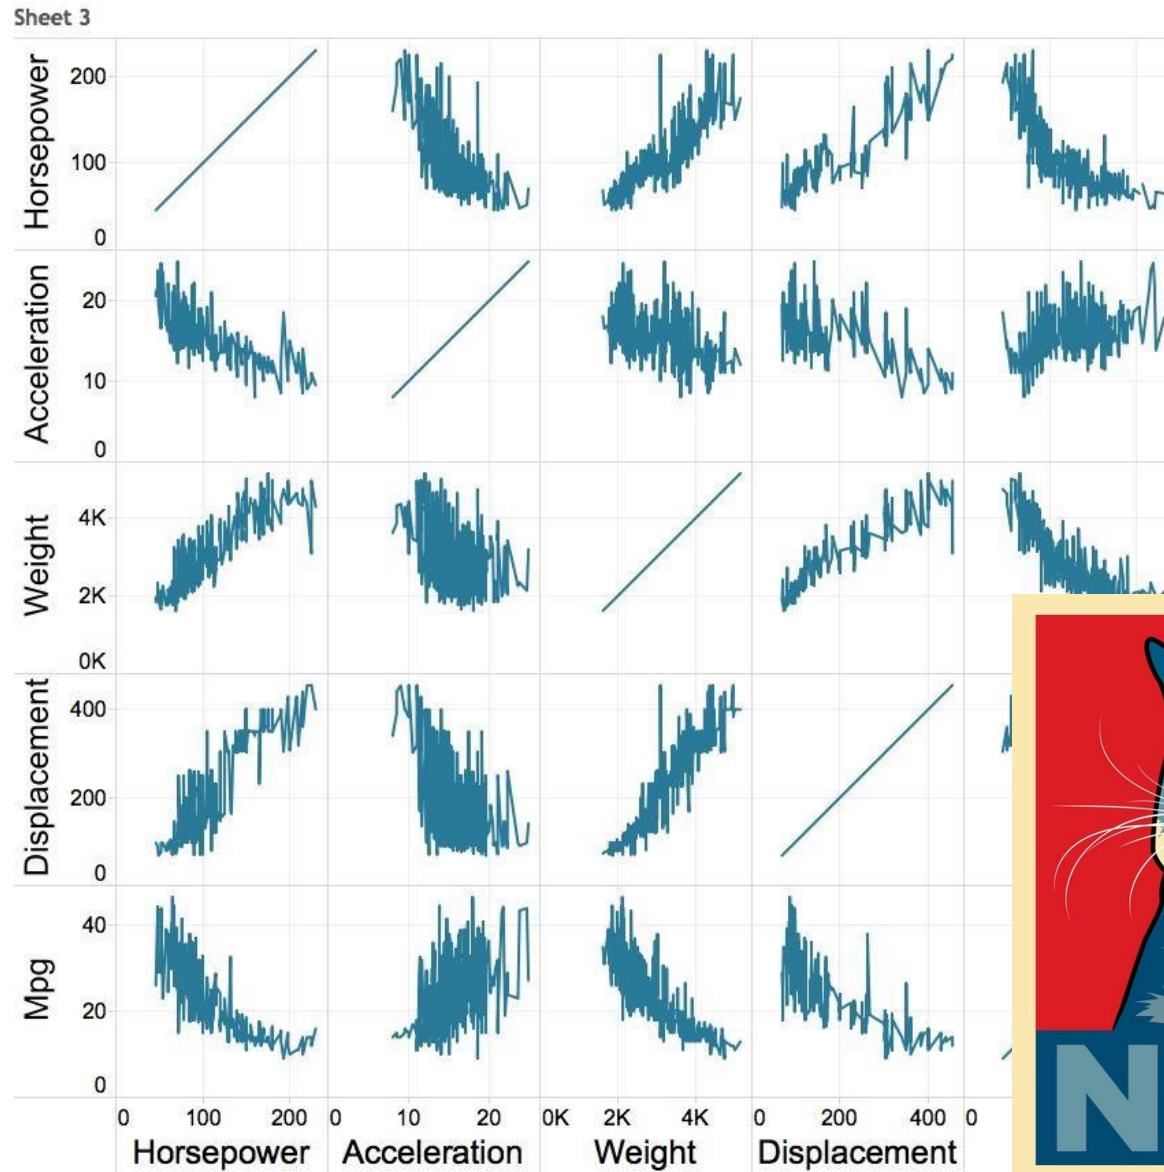 Sheet 3
Horsepower
200
100
0
Acceleration
20
10
0
Weight
4K
2K
0K
Displacement
400
200
0
Mpg
40
20
0
0 100 200 0 10 20 0K 2K 4K 0 200 400 0
Horsepower Acceleration Weight Displacement
N